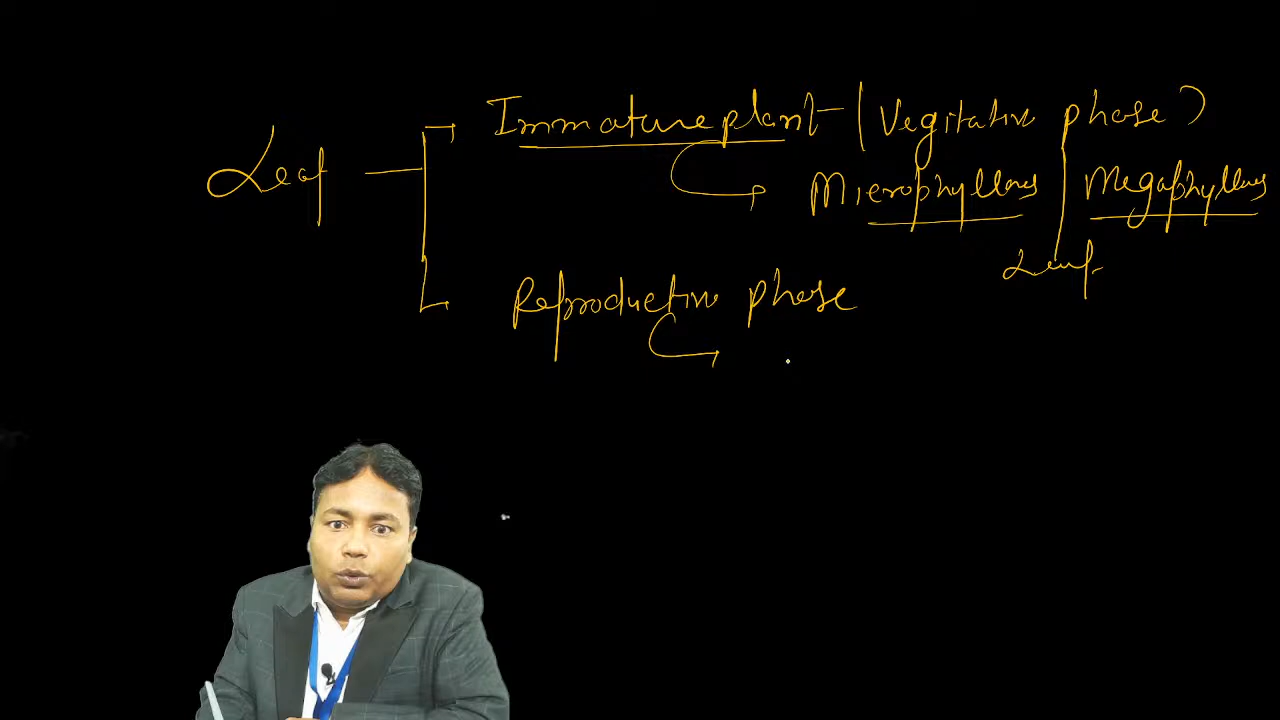 Immature plant - (Vegitative phase)
Leaf
Microphyllous | Megaphyllous
Leaf
Reproductive phase